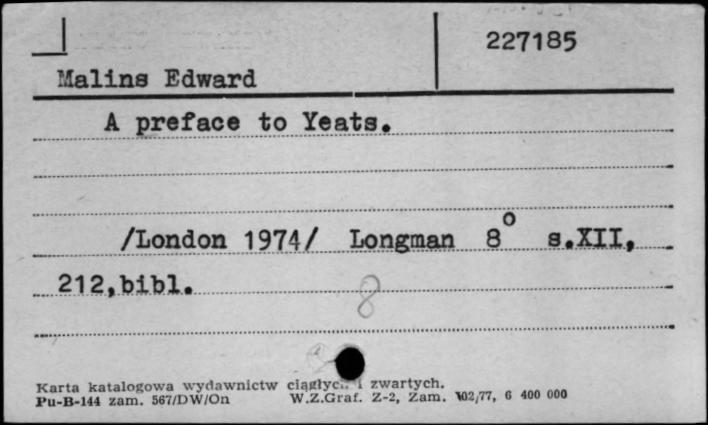 227185
Malins Edward
A preface to Yeats.
/London 1974/ Longman 8° s.XII,
212,bibl.
8
Karta katalogowa wydawnictw ciągłych i zwartych.
Pu-B-144 zam. 567/DW/On W.Z.Graf. Z-2, Zam. 102/77, 6 400 000